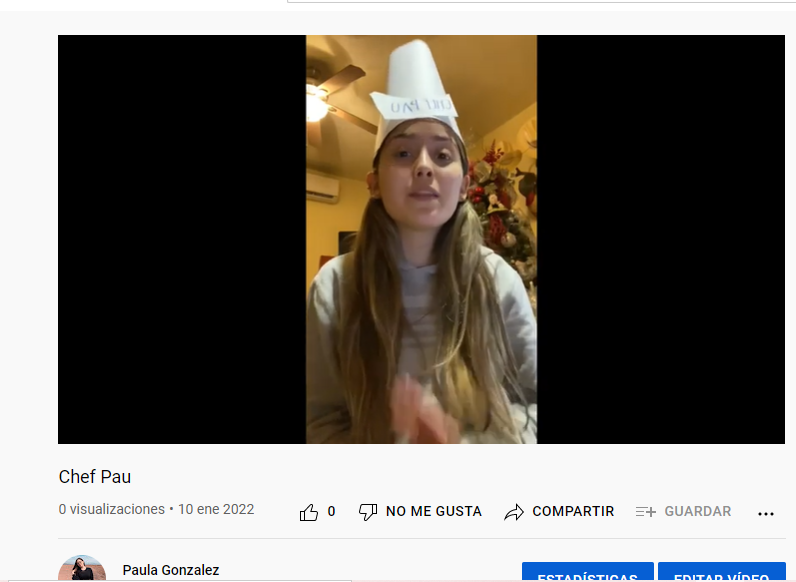 CHEF PAU
Chef Pau
0 visualizaciones • 10 ene 2022
0 NO ME GUSTA COMPARTIR GUARDAR
Paula Gonzalez
ESTADÍSTICAS EDITAR VÍDEO